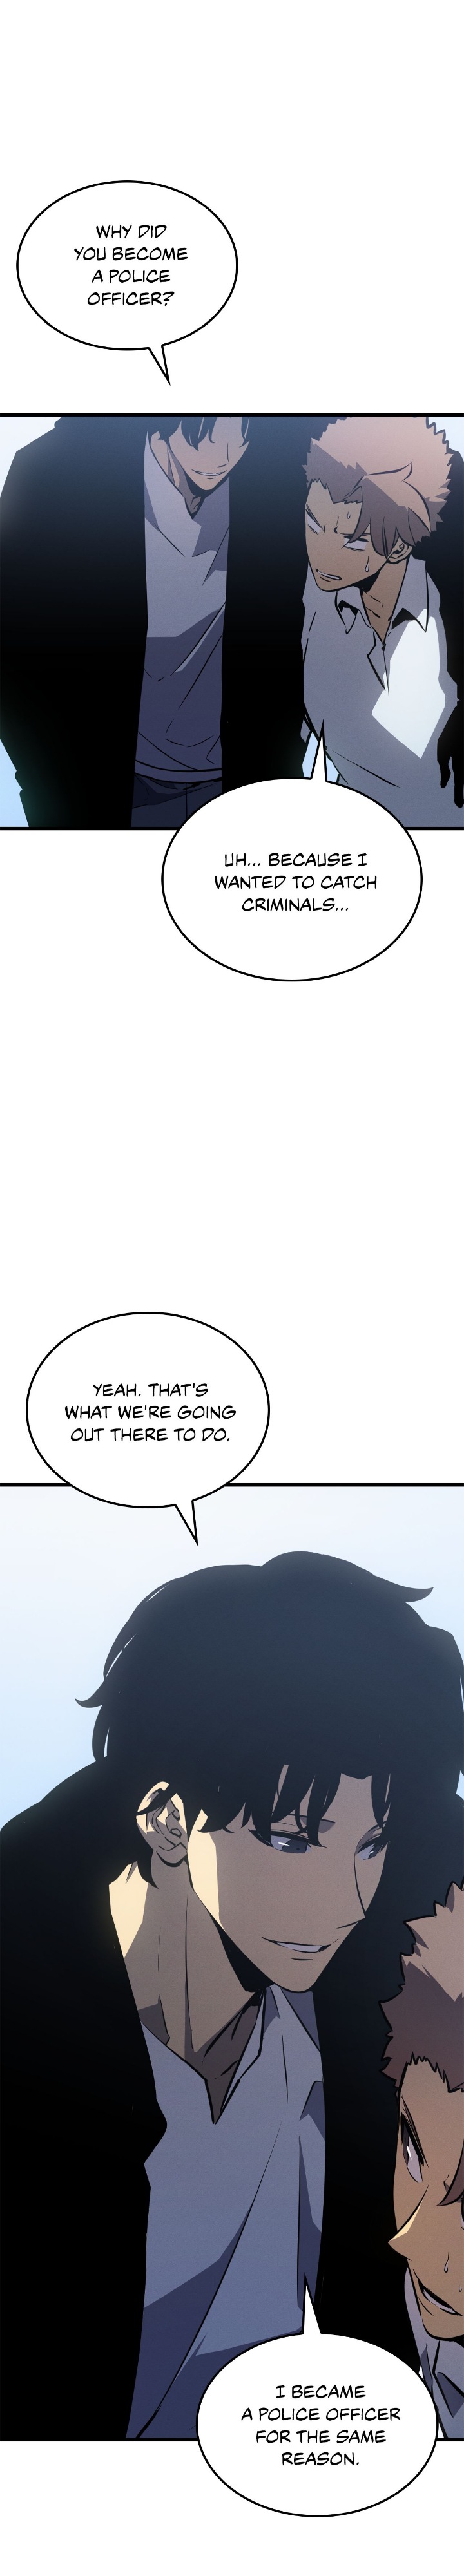 WHY DID
YOU BECOME
A POLICE
OFFICER?
UH... BECAUSE I
WANTED TO CATCH
CRIMINALS...
YEAH. THAT'S
WHAT WE'RE GOING
OUT THERE TO DO.
I BECAME
A POLICE OFFICER
FOR THE SAME
REASON.